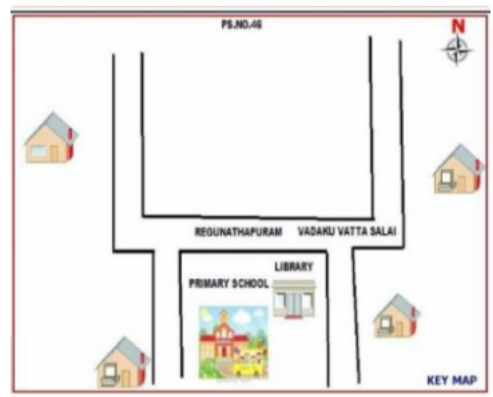 PS.NO.46
N
REGUNATHAPURAM VADAKU VATTA SALAI
LIBRARY
PRIMARY SCHOOL
KEY MAP